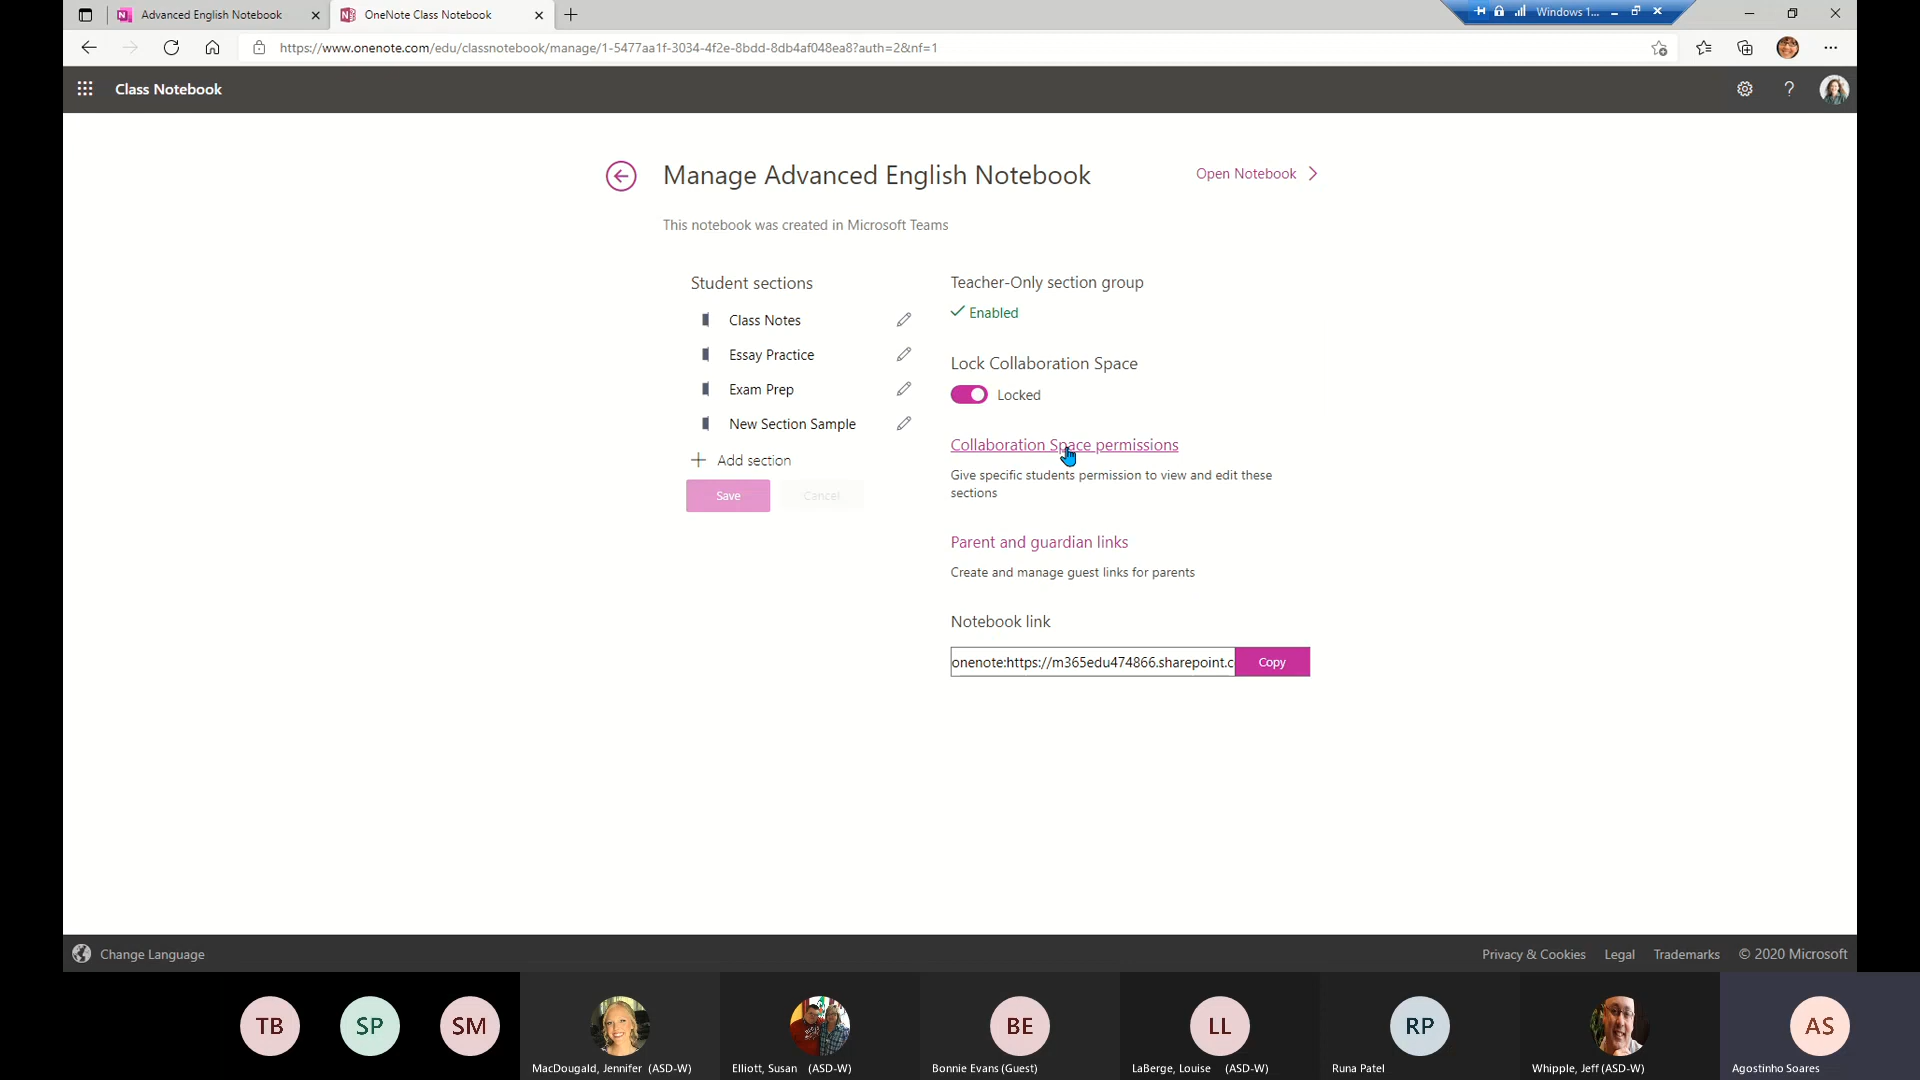 Advanced English Notebook
OneNote Class Notebook
Windows 1...
https://www.onenote.com/edu/classnotebook/manage/1-5477aa1f-3034-4f2e-8bdd-8db4af048ea8?auth=2&nf=1
Class Notebook
?
Manage Advanced English Notebook
Open Notebook
This notebook was created in Microsoft Teams
Student sections
Class Notes
Essay Practice
Exam Prep
New Section Sample
Add section
Save
Cancel
Teacher-Only section group
Enabled
Lock Collaboration Space
Locked
Collaboration Space permissions
Give specific students permission to view and edit these
sections
Parent and guardian links
Create and manage guest links for parents
Notebook link
onenote:https://m365edu474866.sharepoint.c
Copy
Change Language
Privacy & Cookies
Legal
Trademarks
© 2020 Microsoft
TB
SP
SM
BE
LL
RP
AS
MacDougald, Jennifer (ASD-W)
Elliott, Susan (ASD-W)
Bonnie Evans (Guest)
LaBerge, Louise (ASD-W)
Runa Patel
Whipple, Jeff (ASD-W)
Agostinho Soares